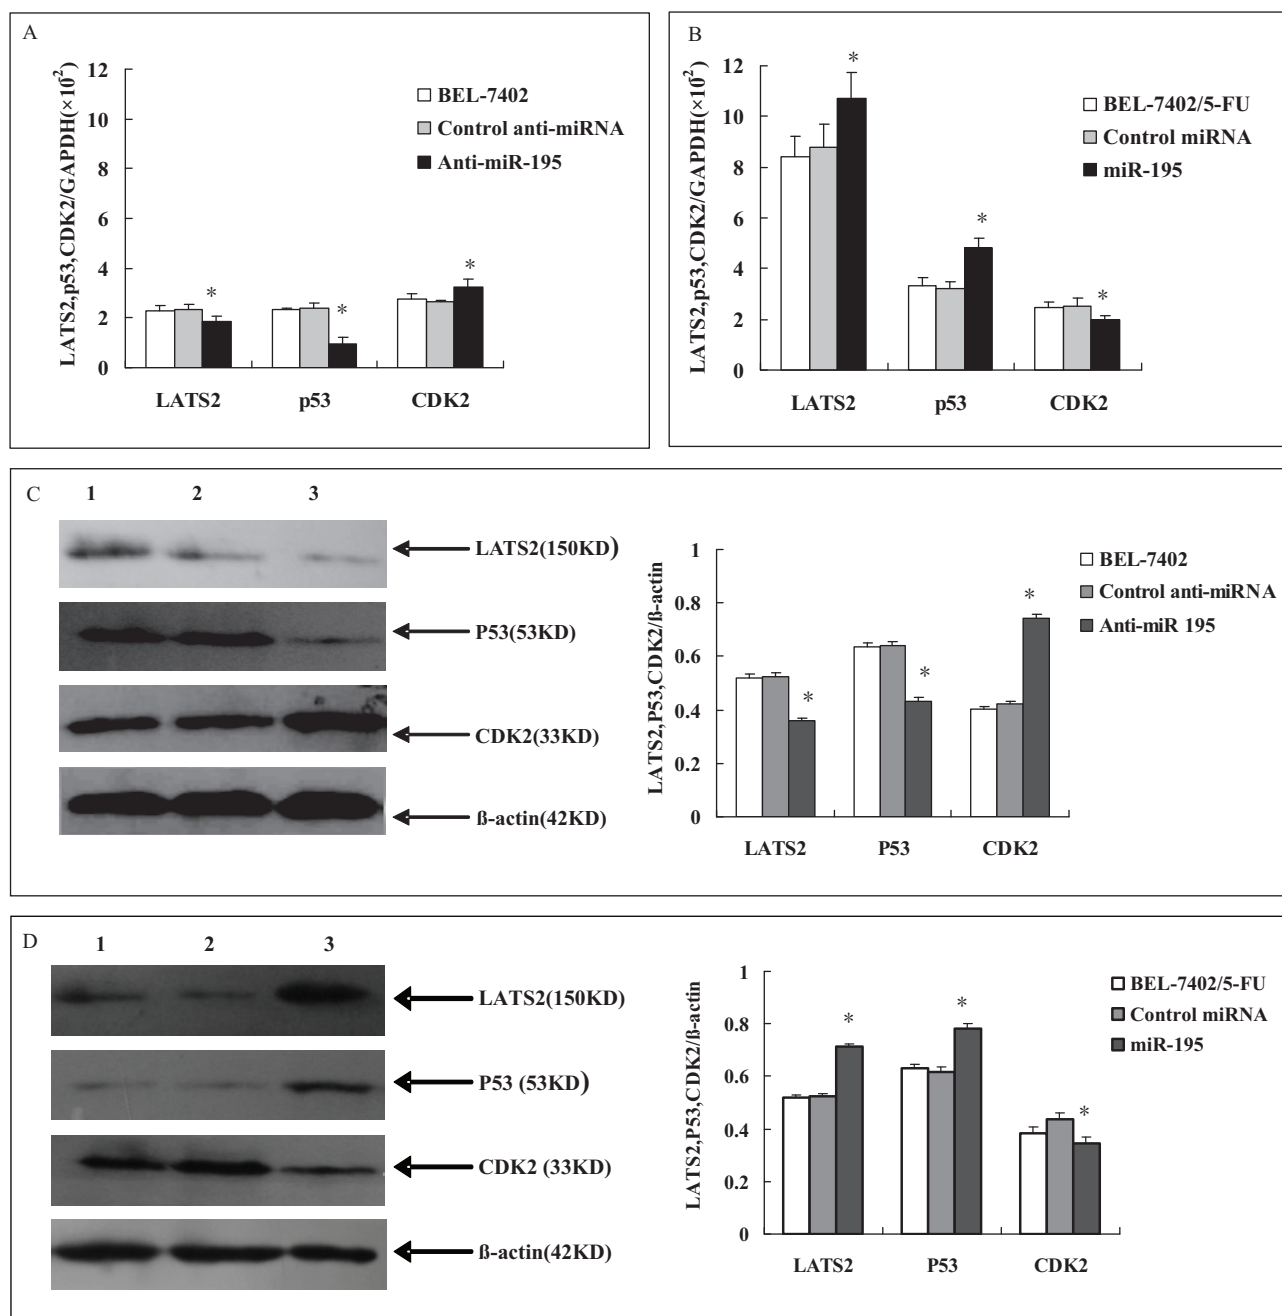 A
LATS2,p53,CDK2/GAPDH(×10⁻²)
12
10
8
6
4
2
0
BEL-7402
Control anti-miRNA
Anti-miR-195
*
*
*
LATS2
p53
CDK2
B
LATS2,p53,CDK2/GAPDH(×10⁻²)
12
10
8
6
4
2
0
BEL-7402/5-FU
Control miRNA
miR-195
*
*
*
LATS2
p53
CDK2
C
1 2 3
LATS2(150KD)
P53(53KD)
CDK2(33KD)
ß-actin(42KD)
LATS2,P53,CDK2/ß-actin
1
0.8
0.6
0.4
0.2
0
BEL-7402
Control anti-miRNA
Anti-miR 195
*
*
*
LATS2
P53
CDK2
D
1 2 3
LATS2(150KD)
P53 (53KD)
CDK2 (33KD)
ß-actin(42KD)
LATS2,P53,CDK2/ß-actin
1
0.8
0.6
0.4
0.2
0
BEL-7402/5-FU
Control miRNA
miR-195
*
*
*
LATS2
P53
CDK2